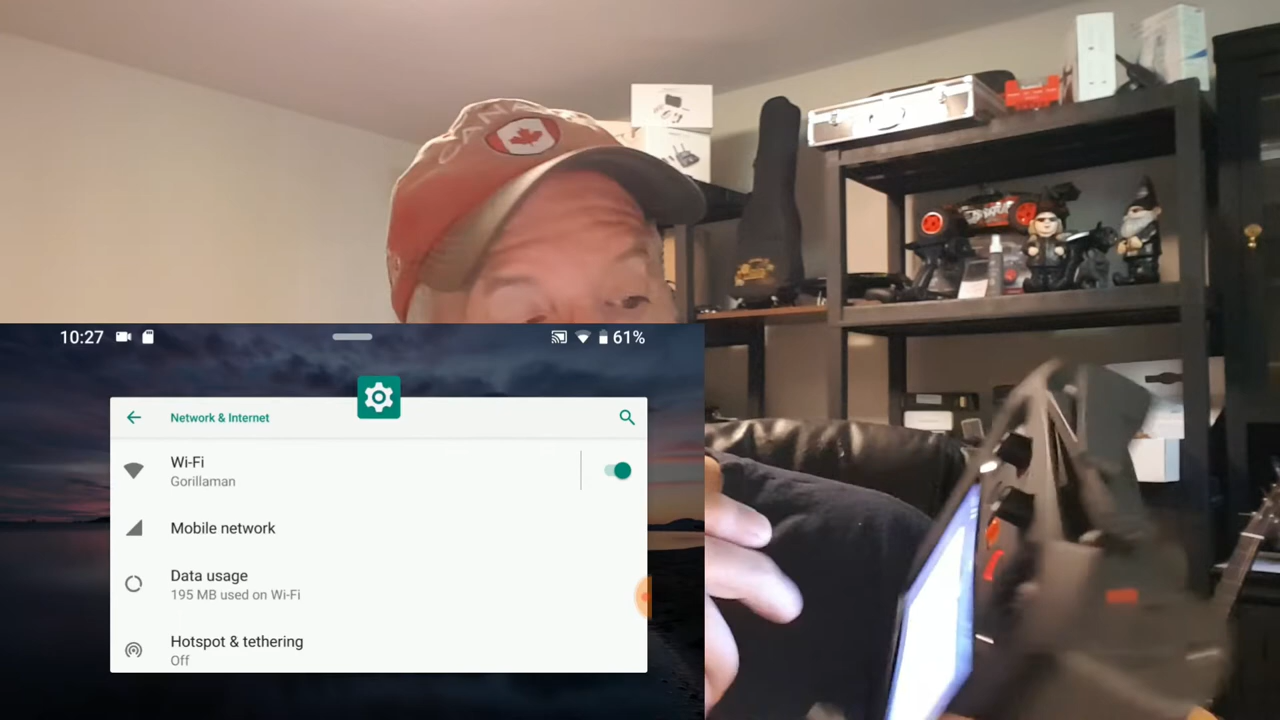 CANADA
10:27
61%
Network & Internet
Wi-Fi
Gorillaman
Mobile network
Data usage
195 MB used on Wi-Fi
Hotspot & tethering
Off